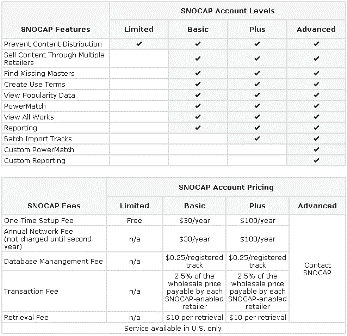 SNOCAP Account Levels
SNOCAP Features Limited Basic Plus Advanced
Prevent Content Distribution ✔ ✔ ✔ ✔
Sell Content Through Multiple
Retailers ✔ ✔ ✔
Find Missing Masters ✔ ✔ ✔
Create Use Terms ✔ ✔ ✔
View Popularity Data ✔ ✔ ✔
PowerMatch ✔ ✔ ✔
View All Works ✔ ✔ ✔
Reporting ✔ ✔ ✔
Batch Import Tracks ✔ ✔
Custom PowerMatch ✔
Custom Reporting ✔
SNOCAP Account Pricing
SNOCAP Fees Limited Basic Plus Advanced
One-Time Setup Fee Free $30/year $100/year
Annual Network Fee
(not charged until second
year) n/a $30/year $100/year
Contact
SNOCAP
Database Management Fee n/a $0.25/registered
track $0.25/registered
track
Transaction Fee n/a 2.5% of the
wholesale price
payable by each
SNOCAP-enabled
retailer 2.5% of the
wholesale price
payable by each
SNOCAP-enabled
retailer
Retrieval Fee n/a $10 per retrieval $10 per retrieval
Service available in U.S. only.